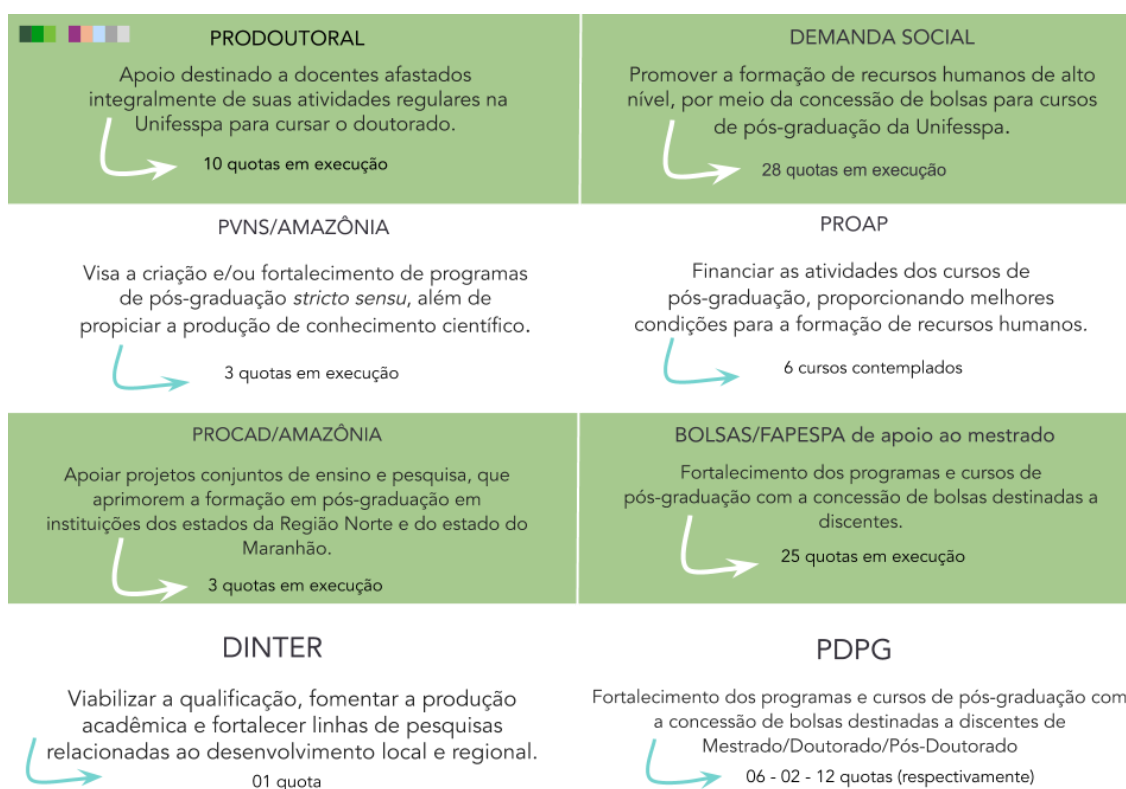 PRODOUTORAL
Apoio destinado a docentes afastados
integralmente de suas atividades regulares na
Unifesspa para cursar o doutorado.
10 quotas em execução
DEMANDA SOCIAL
Promover a formação de recursos humanos de alto
nível, por meio da concessão de bolsas para cursos
de pós-graduação da Unifesspa.
28 quotas em execução
PVNS/AMAZÔNIA
Visa a criação e/ou fortalecimento de programas
de pós-graduação stricto sensu, além de
propiciar a produção de conhecimento científico.
3 quotas em execução
PROAP
Financiar as atividades dos cursos de
pós-graduação, proporcionando melhores
condições para a formação de recursos humanos.
6 cursos contemplados
PROCAD/AMAZÔNIA
Apoiar projetos conjuntos de ensino e pesquisa, que
aprimorem a formação em pós-graduação em
instituições dos estados da Região Norte e do estado do
Maranhão.
3 quotas em execução
BOLSAS/FAPESPA de apoio ao mestrado
Fortalecimento dos programas e cursos de
pós-graduação com a concessão de bolsas destinadas a
discentes.
25 quotas em execução
DINTER
Viabilizar a qualificação, fomentar a produção
acadêmica e fortalecer linhas de pesquisas
relacionadas ao desenvolvimento local e regional.
01 quota
PDPG
Fortalecimento dos programas e cursos de pós-graduação com
a concessão de bolsas destinadas a discentes de
Mestrado/Doutorado/Pós-Doutorado
06 - 02 - 12 quotas (respectivamente)